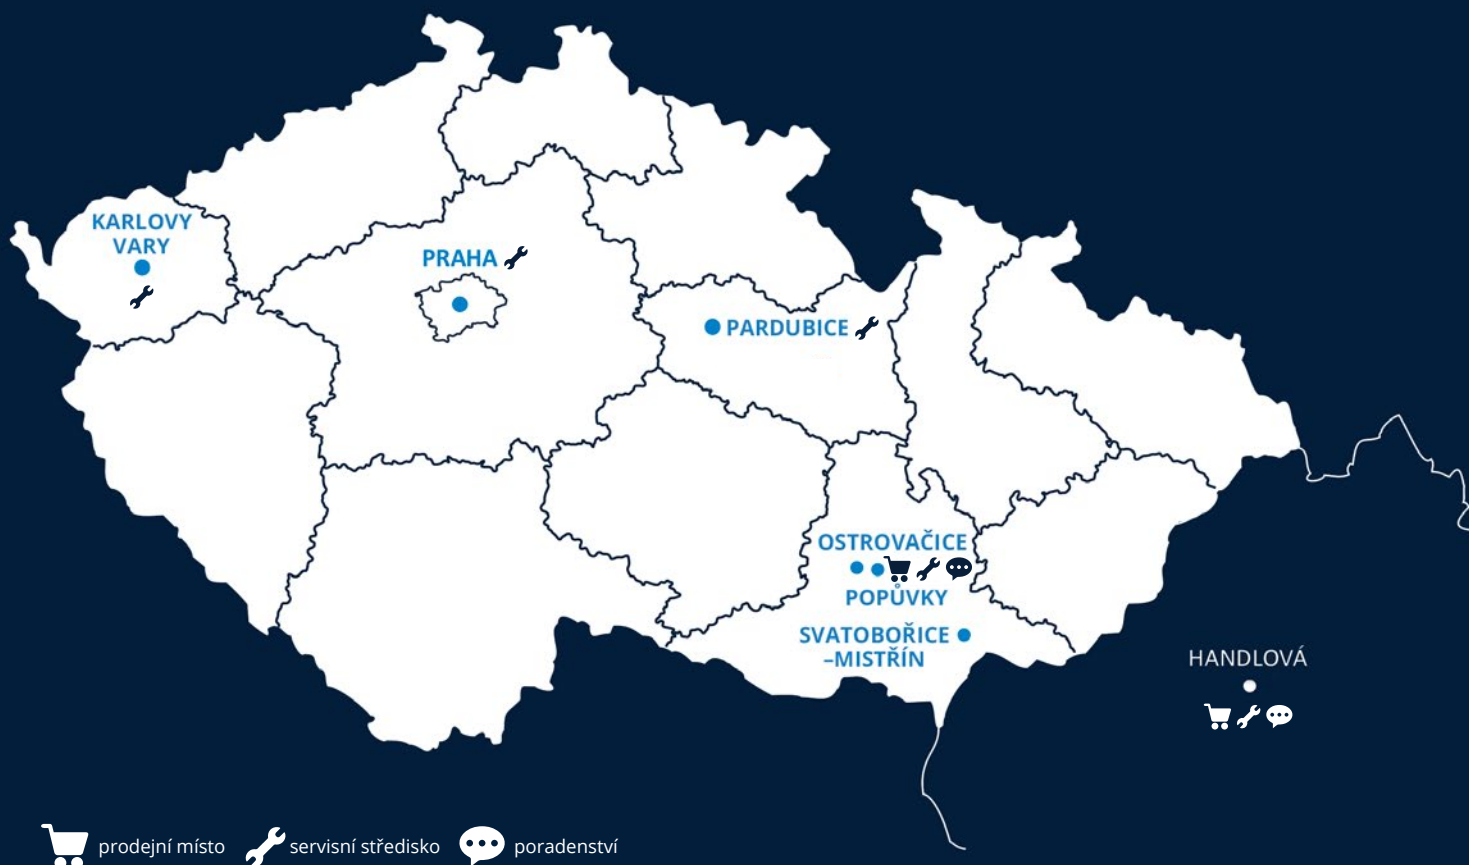 KARLOVY
VARY
PRAHA
PARDUBICE
OSTROVAČICE
POPŮVKY
SVATOBOŘICE
–MISTŘÍN
HANDLOVÁ
prodejní místo servisní středisko poradenství